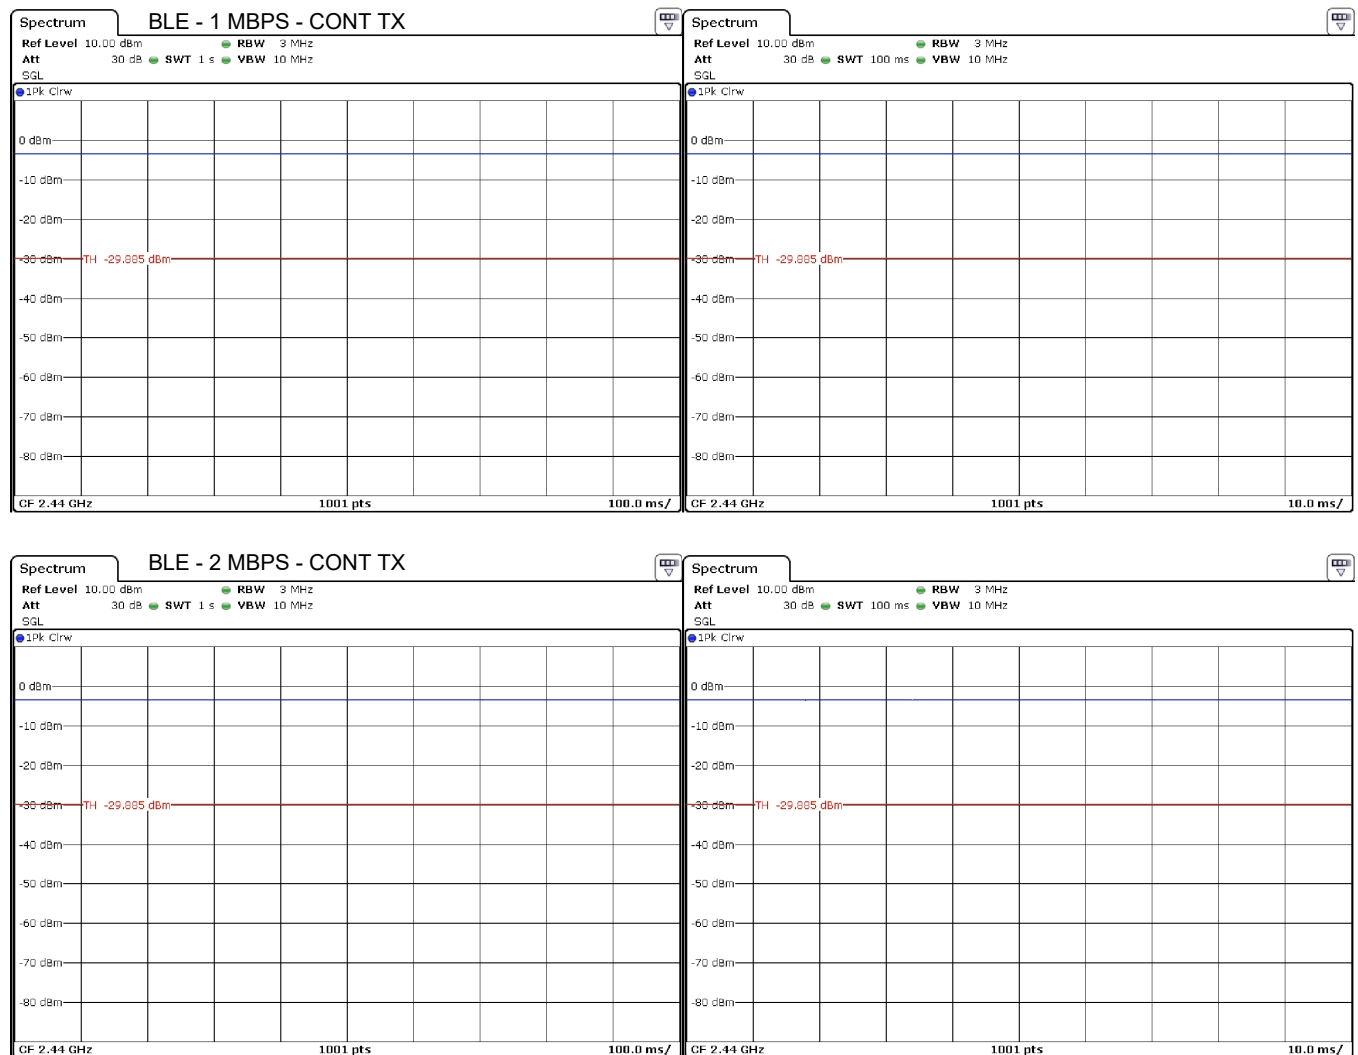 BLE - 1 MBPS - CONT TX
Spectrum
Ref Level 10.00 dBm RBW 3 MHz
Att 30 dB SWT 1 s VBW 10 MHz
SGL
1Pk Clrw
0 dBm
-10 dBm
-20 dBm
-30 dBm TH -29.885 dBm
-40 dBm
-50 dBm
-60 dBm
-70 dBm
-80 dBm
CF 2.44 GHz 1001 pts 100.0 ms/
Spectrum
Ref Level 10.00 dBm RBW 3 MHz
Att 30 dB SWT 100 ms VBW 10 MHz
SGL
1Pk Clrw
0 dBm
-10 dBm
-20 dBm
-30 dBm TH -29.885 dBm
-40 dBm
-50 dBm
-60 dBm
-70 dBm
-80 dBm
CF 2.44 GHz 1001 pts 10.0 ms/
BLE - 2 MBPS - CONT TX
Spectrum
Ref Level 10.00 dBm RBW 3 MHz
Att 30 dB SWT 1 s VBW 10 MHz
SGL
1Pk Clrw
0 dBm
-10 dBm
-20 dBm
-30 dBm TH -29.885 dBm
-40 dBm
-50 dBm
-60 dBm
-70 dBm
-80 dBm
CF 2.44 GHz 1001 pts 100.0 ms/
Spectrum
Ref Level 10.00 dBm RBW 3 MHz
Att 30 dB SWT 100 ms VBW 10 MHz
SGL
1Pk Clrw
0 dBm
-10 dBm
-20 dBm
-30 dBm TH -29.885 dBm
-40 dBm
-50 dBm
-60 dBm
-70 dBm
-80 dBm
CF 2.44 GHz 1001 pts 10.0 ms/